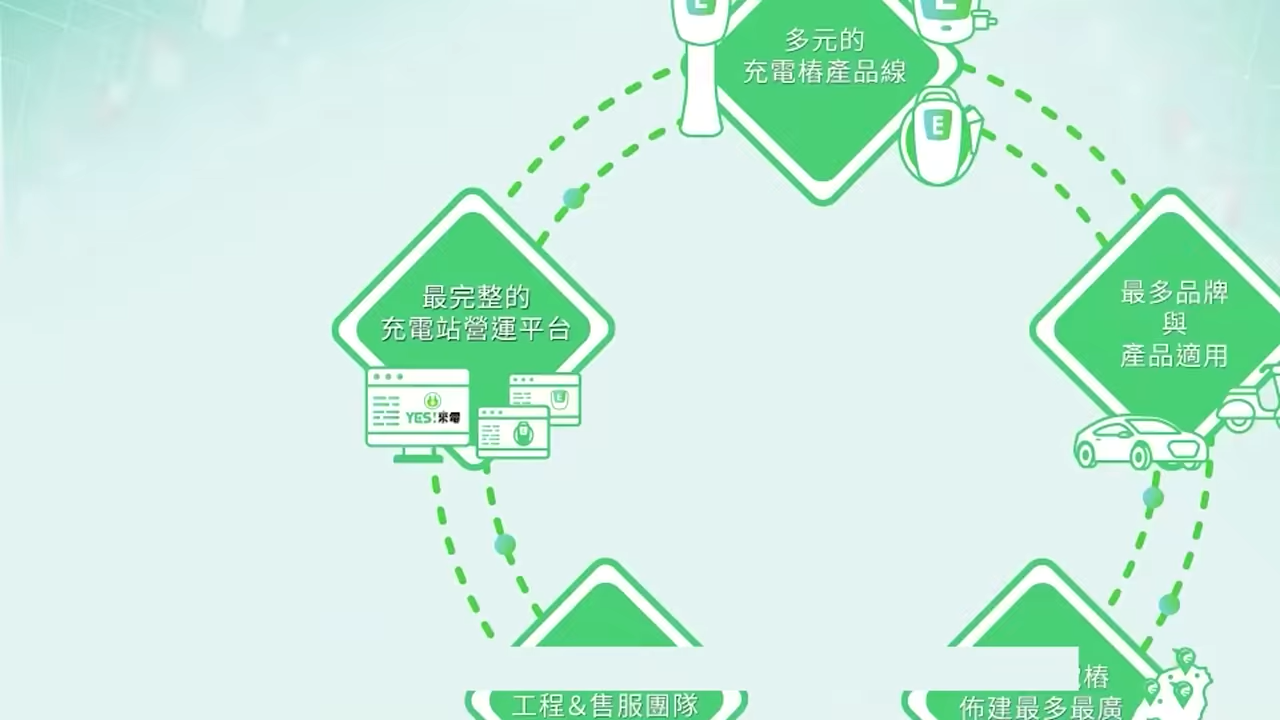 E
E
多元的
充電樁產品線
E
最完整的
充電站營運平台
YES!來電
最多品牌
與
產品適用
工程&售服團隊
樁
佈建最多最廣